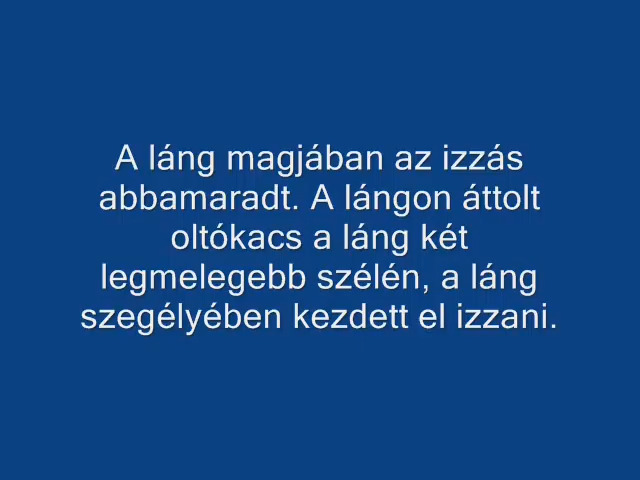 A láng magjában az izzás
abbamaradt. A lángon áttolt
oltókacs a láng két
legmelegebb szélén, a láng
szegélyében kezdett el izzani.